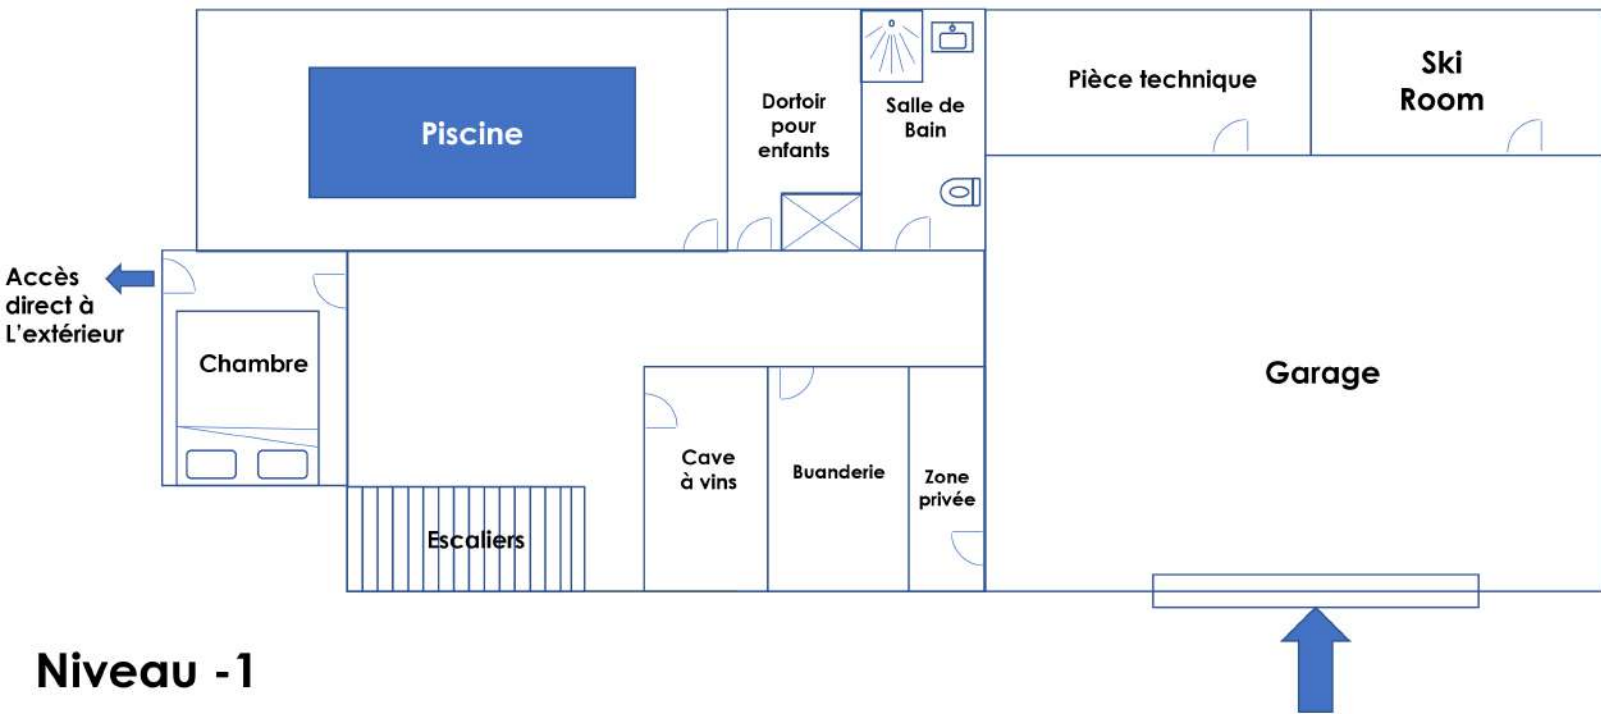 Piscine
Dortoir
pour
enfants
Salle de
Bain
Pièce technique
Ski
Room
Accès
direct à
L'extérieur
Chambre
Garage
Cave
à vins
Buanderie
Zone
privée
Escaliers
Niveau -1